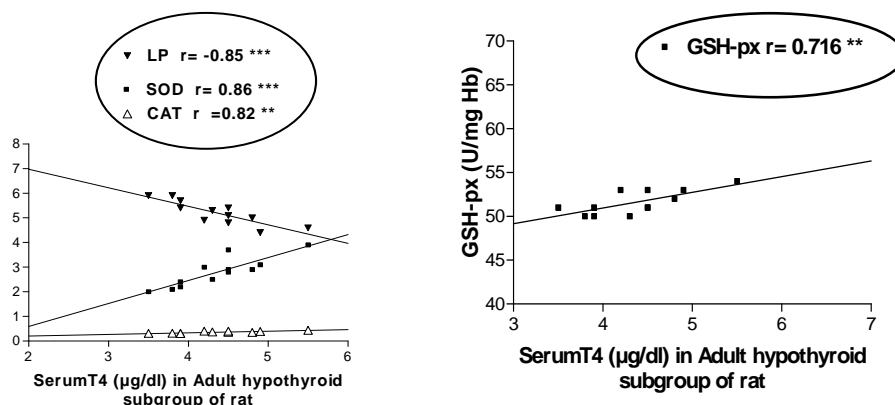 LP r= -0.85 ***
SOD r= 0.86 ***
CAT r =0.82 **
8
7
6
5
4
3
2
1
0
2 3 4 5 6
SerumT4 (µg/dl) in Adult hypothyroid
subgroup of rat
GSH-px r= 0.716 **
GSH-px (U/mg Hb)
70
65
60
55
50
45
40
3 4 5 6 7
SerumT4 (µg/dl) in Adult hypothyroid
subgroup of rat